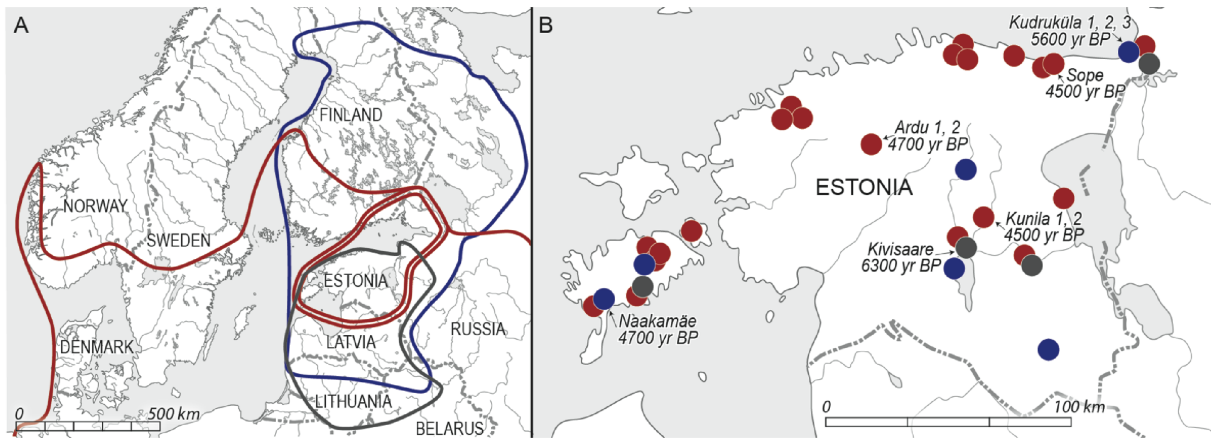 A
FINLAND
NORWAY
SWEDEN
ESTONIA
RUSSIA
DENMARK
LATVIA
LITHUANIA
BELARUS
0 500 km
B
Kudruküla 1, 2, 3
5600 yr BP
Sope
4500 yr BP
Ardu 1, 2
4700 yr BP
ESTONIA
Kunila 1, 2
4500 yr BP
Kivisaare
6300 yr BP
Naakamäe
4700 yr BP
0 100 km